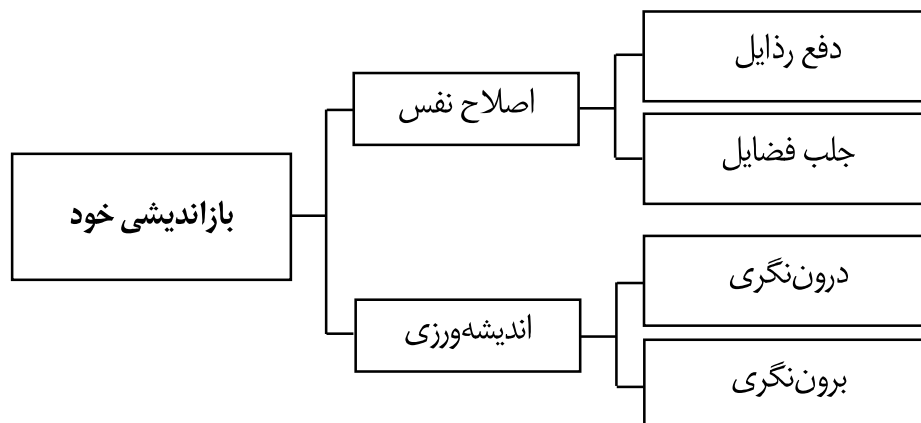 بازاندیشی خود
اصلاح نفس
دفع رذایل
جلب فضایل
اندیشه‌ورزی
درون‌نگری
برون‌نگری